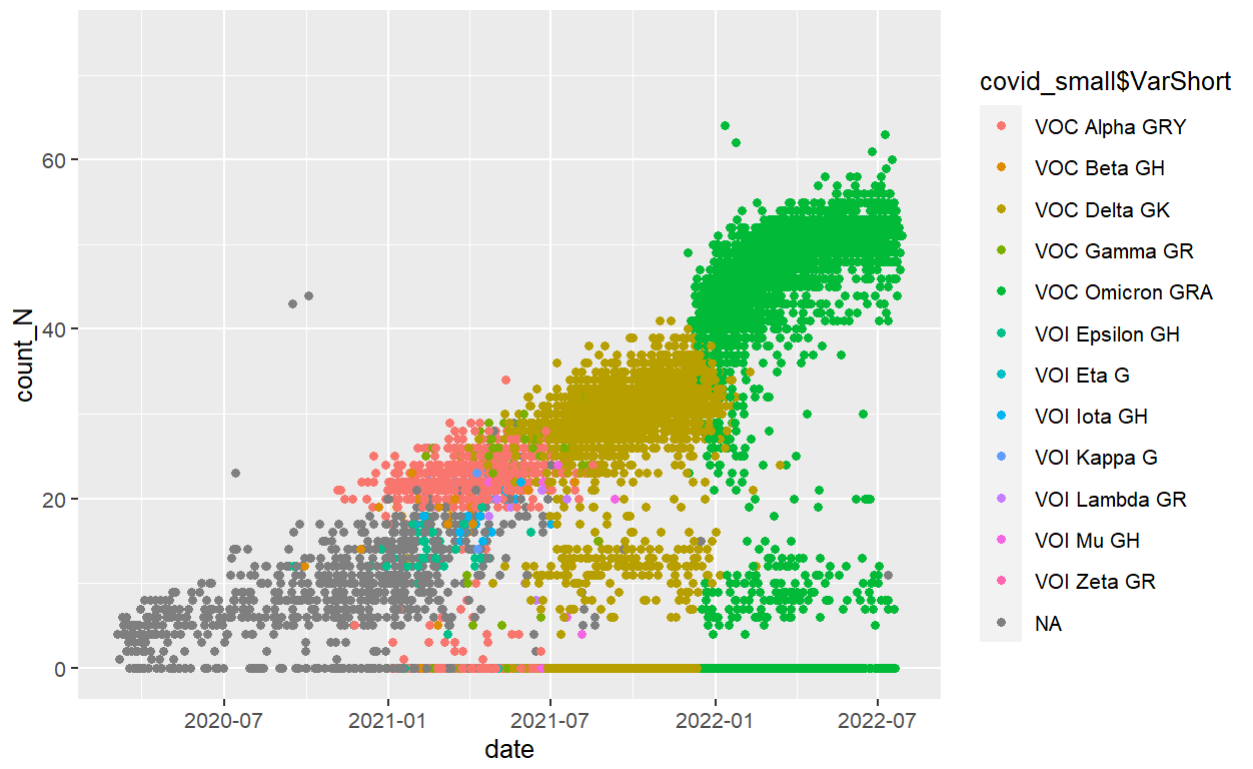 count_N
60
40
20
0
2020-07
2021-01
2021-07
2022-01
2022-07
date
covid_small$VarShort
VOC Alpha GRY
VOC Beta GH
VOC Delta GK
VOC Gamma GR
VOC Omicron GRA
VOI Epsilon GH
VOI Eta G
VOI Iota GH
VOI Kappa G
VOI Lambda GR
VOI Mu GH
VOI Zeta GR
NA